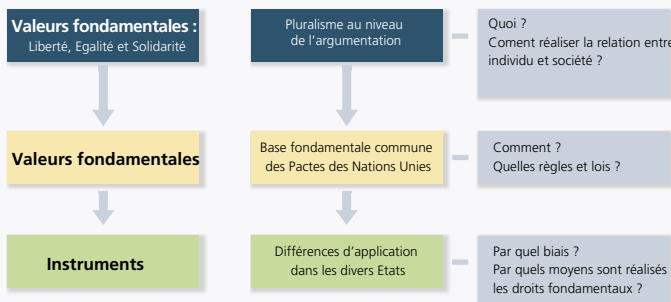 Valeurs fondamentales :
Liberté, Egalité et Solidarité
Pluralisme au niveau
de l'argumentation
Quoi ?
Coment réaliser la relation entre
individu et société ?
Valeurs fondamentales
Base fondamentale commune
des Pactes des Nations Unies
Comment ?
Quelles règles et lois ?
Instruments
Différences d'application
dans les divers Etats
Par quel biais ?
Par quels moyens sont réalisés
les droits fondamentaux ?